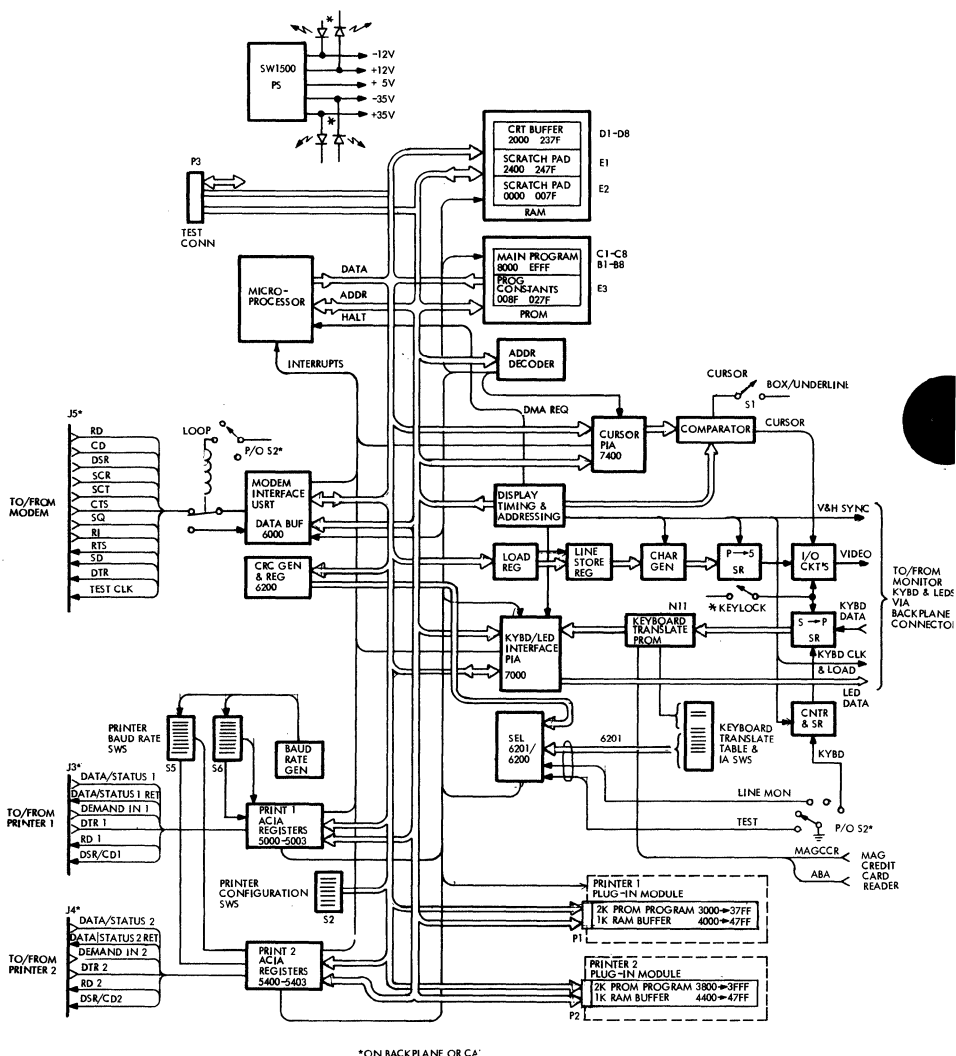 *
SW1500
PS
-12V
+12V
+ 5V
-35V
+35V
*
P3
TEST
CONN
CRT BUFFER
2000 237F
D1-D8
SCRATCH PAD
2400 247F
E1
SCRATCH PAD
0000 007F
E2
RAM
MICRO-
PROCESSOR
DATA
ADDR
HALT
INTERRUPTS
MAIN PROGRAM
8000 EFFF
C1-C8
B1-B8
PROG
CONSTANTS
008F 027F
E3
PROM
ADDR
DECODER
DMA REQ
CURSOR
BOX/UNDERLINE
S1
CURSOR
PIA
7400
COMPARATOR
CURSOR
J5*
RD
CD
DSR
SCR
SCT
CTS
SQ
RI
RTS
SD
DTR
TEST CLK
TO/FROM
MODEM
LOOP
P/O S2*
MODEM
INTERFACE
USRT
DATA BUF
6000
DISPLAY
TIMING &
ADDRESSING
V&H SYNC
CRC GEN
& REG
6200
LOAD
REG
LINE
STORE
REG
CHAR
GEN
P→S
SR
I/O
CKT'S
VIDEO
*KEYLOCK
TO/FROM
MONITOR
KYBD & LEDS
VIA
BACKPLANE
CONNECTO
KYBD/LED
INTERFACE
PIA
7000
N11
KEYBOARD
TRANSLATE
PROM
S→P
SR
KYBD
DATA
KYBD CLK
& LOAD
LED
DATA
CNTR
& SR
KYBD
PRINTER
BAUD RATE
SWS
S5
S6
BAUD
RATE
GEN
SEL
6201/
6200
6201
KEYBOARD
TRANSLATE
TABLE &
IA SWS
LINE MON
TEST
P/O S2*
J3*
DATA/STATUS 1
DATA/STATUS 1 RET
DEMAND IN 1
DTR 1
RD 1
DSR/CD1
TO/FROM
PRINTER 1
PRINT 1
ACIA
REGISTERS
5000-5003
MAGCCR
ABA
MAG
CREDIT
CARD
READER
PRINTER
CONFIGURATION
SWS
S2
PRINTER 1
PLUG-IN MODULE
2K PROM PROGRAM 3000→37FF
1K RAM BUFFER 4000→47FF
P1
J4*
DATA/STATUS 2
DATA/STATUS 2 RET
DEMAND IN 2
DTR 2
RD 2
DSR/CD2
TO/FROM
PRINTER 2
PRINT 2
ACIA
REGISTERS
5400-5403
PRINTER 2
PLUG-IN MODULE
2K PROM PROGRAM 3800→3FFF
1K RAM BUFFER 4400→47FF
P2
*ON BACKPLANE OR